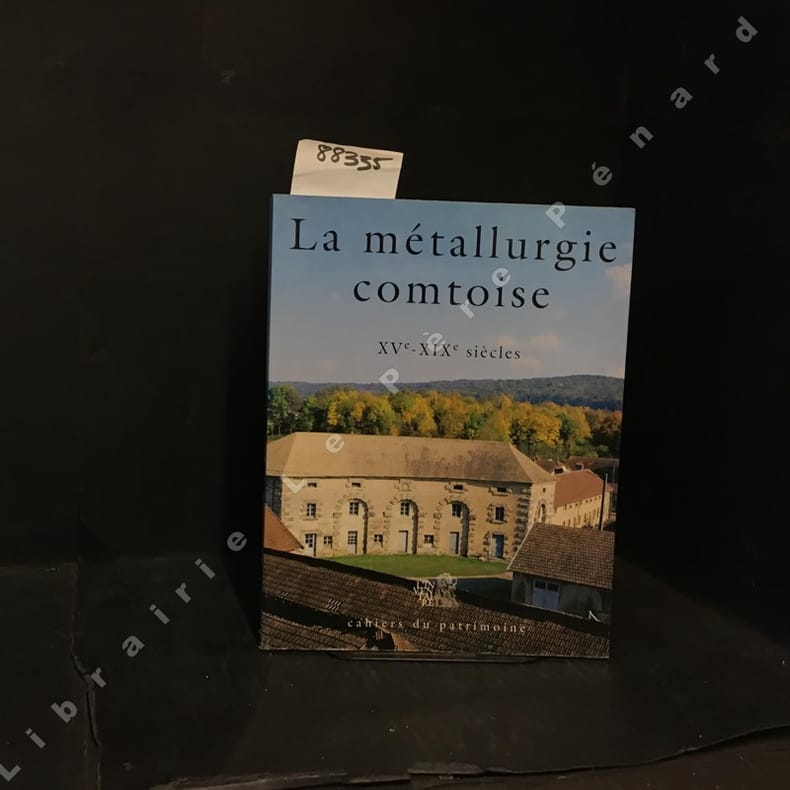 88355
La métallurgie
comtoise
XVe-XIXe siècles
cahiers du patrimoine
Librairie Le Père Pénard